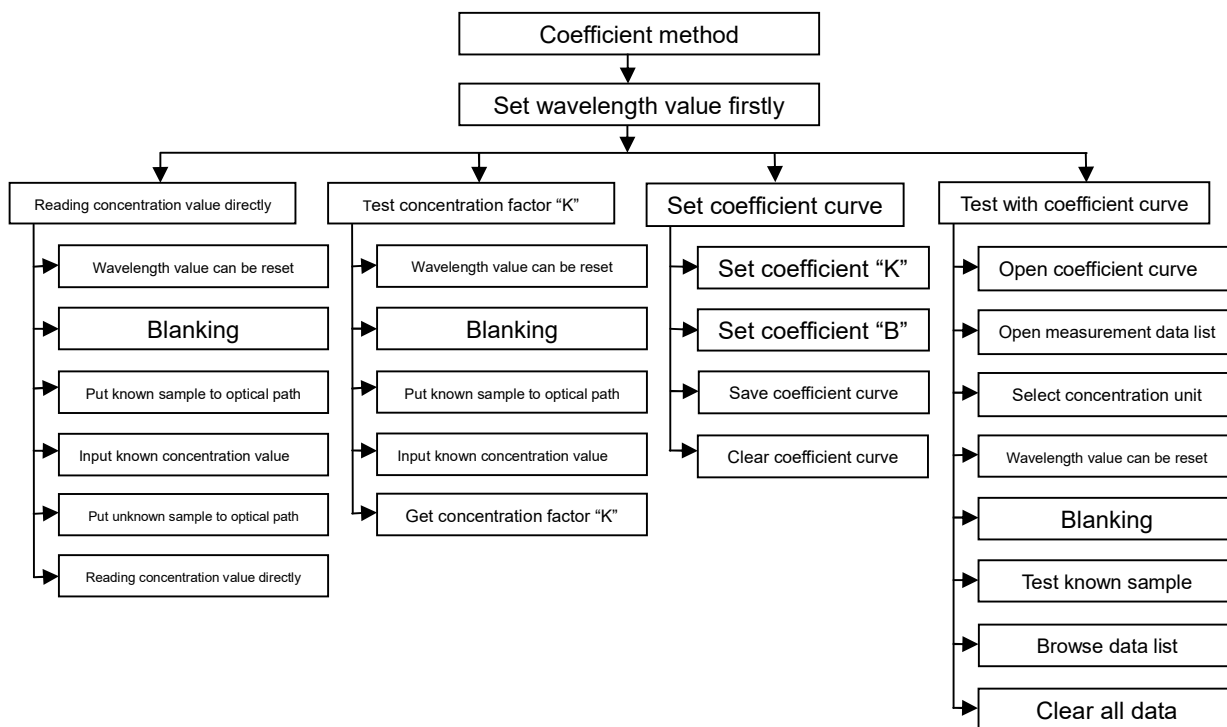 Coefficient method
Set wavelength value firstly
Reading concentration value directly
Wavelength value can be reset
Blanking
Put known sample to optical path
Input known concentration value
Put unknown sample to optical path
Reading concentration value directly
Test concentration factor “K”
Wavelength value can be reset
Blanking
Put known sample to optical path
Input known concentration value
Get concentration factor “K”
Set coefficient curve
Set coefficient “K”
Set coefficient “B”
Save coefficient curve
Clear coefficient curve
Test with coefficient curve
Open coefficient curve
Open measurement data list
Select concentration unit
Wavelength value can be reset
Blanking
Test known sample
Browse data list
Clear all data